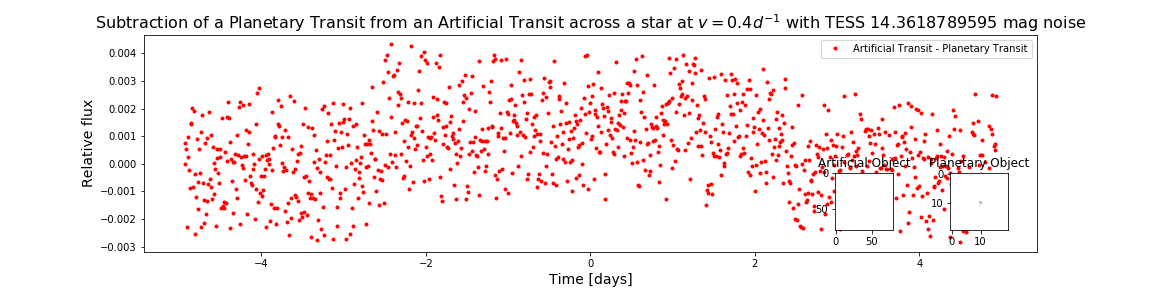 Subtraction of a Planetary Transit from an Artificial Transit across a star at v = 0.4d⁻¹ with TESS 14.3618789595 mag noise
Artificial Transit - Planetary Transit
Relative flux
0.004
0.003
0.002
0.001
0.000
−0.001
−0.002
−0.003
Artificial Object
0
50
0 50
Planetary Object
0
10
0 10
−4 −2 0 2 4
Time [days]